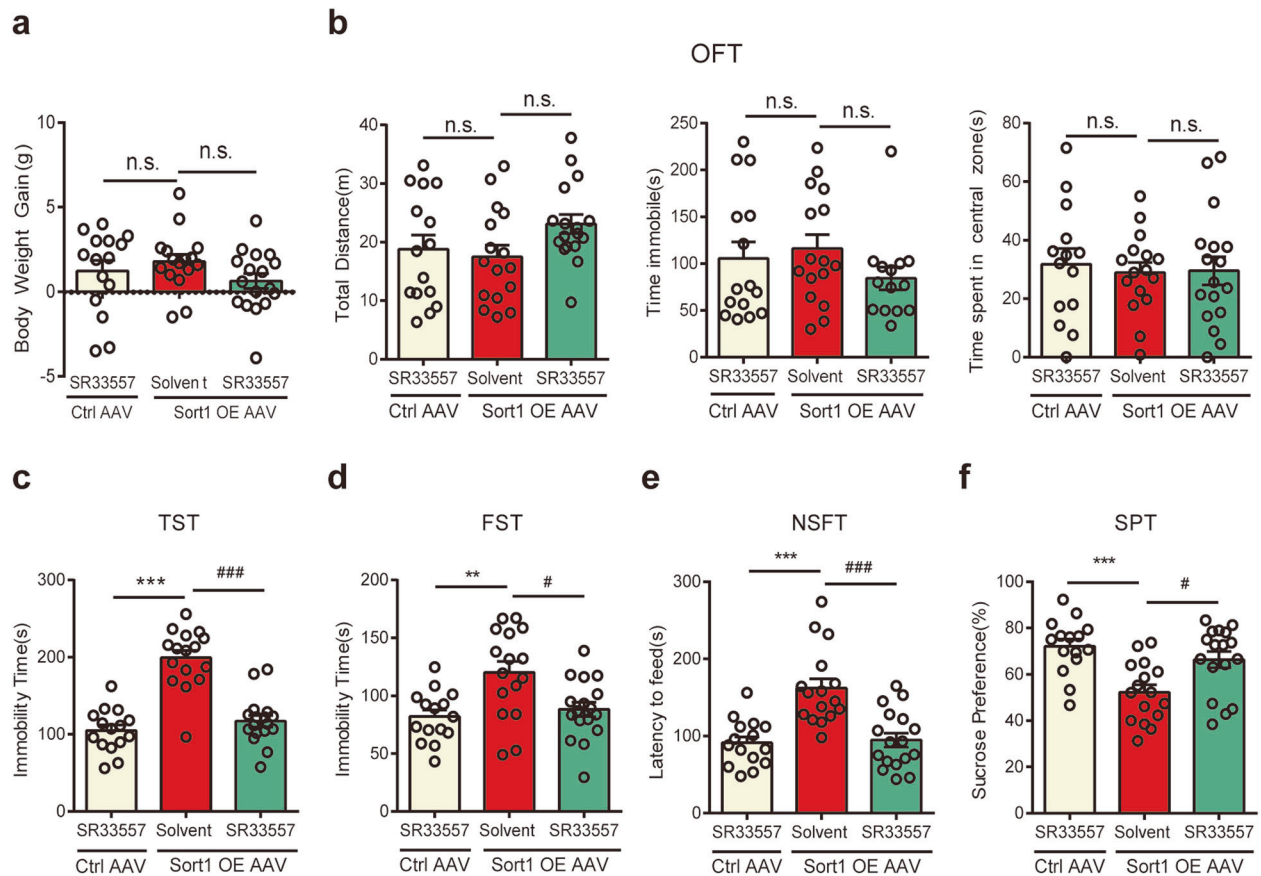 a
b
OFT
n.s.
n.s.
n.s.
n.s.
n.s.
n.s.
n.s.
n.s.
Body Weight Gain(g)
10
5
0
-5
SR33557
Solven t
SR33557
Ctrl AAV
Sort1 OE AAV
Total Distance(m)
40
30
20
10
0
SR33557
Solvent
SR33557
Ctrl AAV
Sort1 OE AAV
Time immobile(s)
250
200
150
100
50
0
SR33557
Solvent
SR33557
Ctrl AAV
Sort1 OE AAV
Time spent in central zone(s)
80
60
40
20
0
SR33557
Solvent
SR33557
Ctrl AAV
Sort1 OE AAV
c
TST
***
###
Immobility Time(s)
300
200
100
0
SR33557
Solvent
SR33557
Ctrl AAV
Sort1 OE AAV
d
FST
**
#
Immobility Time(s)
200
150
100
50
0
SR33557
Solvent
SR33557
Ctrl AAV
Sort1 OE AAV
e
NSFT
***
###
Latency to feed(s)
300
200
100
0
SR33557
Solvent
SR33557
Ctrl AAV
Sort1 OE AAV
f
SPT
***
#
Sucrose Preference(%)
100
80
60
40
20
0
SR33557
Solvent
SR33557
Ctrl AAV
Sort1 OE AAV